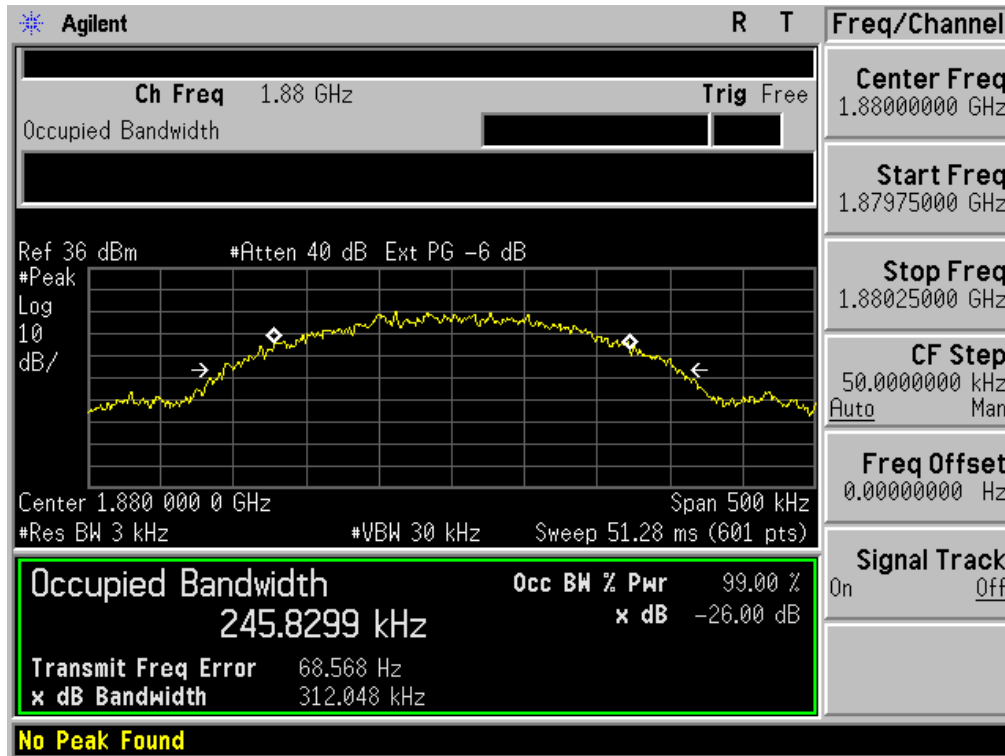 Agilent R T
Freq/Channel
Ch Freq 1.88 GHz Trig Free
Occupied Bandwidth
Ref 36 dBm #Atten 40 dB Ext PG -6 dB
#Peak
Log
10
dB/
Center 1.880 000 0 GHz Span 500 kHz
#Res BW 3 kHz #VBW 30 kHz Sweep 51.28 ms (601 pts)
Occupied Bandwidth
245.8299 kHz
Occ BW % Pwr 99.00 %
x dB -26.00 dB
Transmit Freq Error 68.568 Hz
x dB Bandwidth 312.048 kHz
No Peak Found
Center Freq
1.88000000 GHz
Start Freq
1.87975000 GHz
Stop Freq
1.88025000 GHz
CF Step
50.0000000 kHz
Auto Man
Freq Offset
0.00000000 Hz
Signal Track
On Off